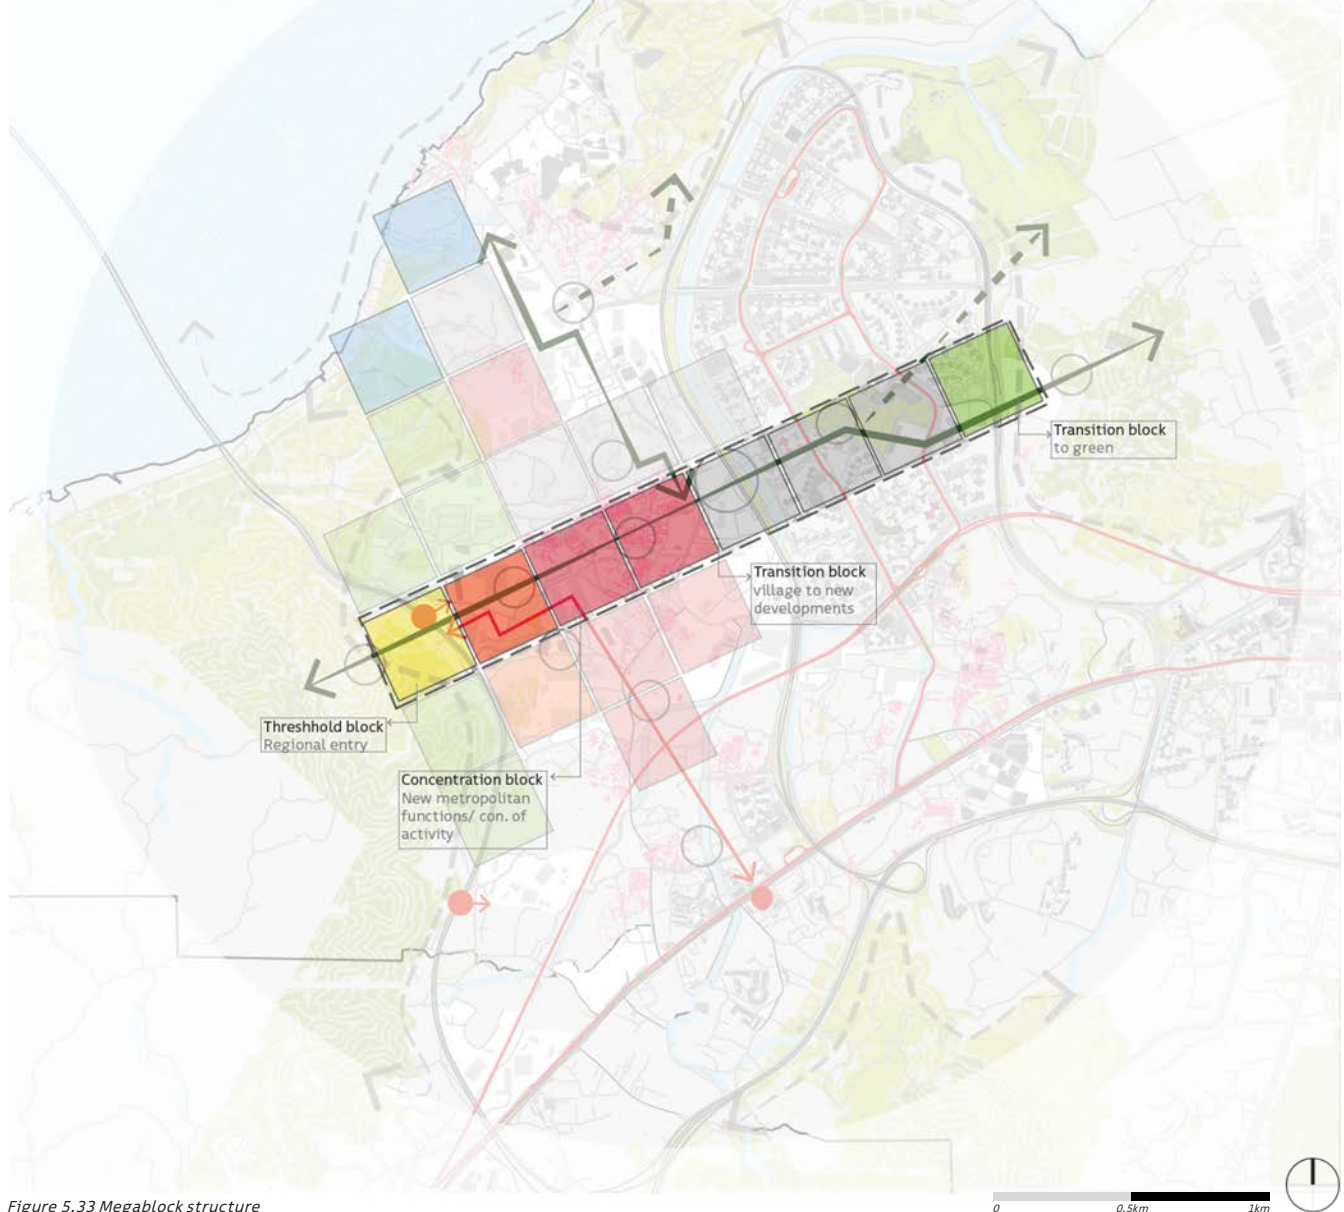 Transition block
to green
Transition block
village to new
developments
Threshhold block
Regional entry
Concentration block
New metropolitan
functions/ con. of
activity
Figure 5.33 Megablock structure
0 0.5km 1km